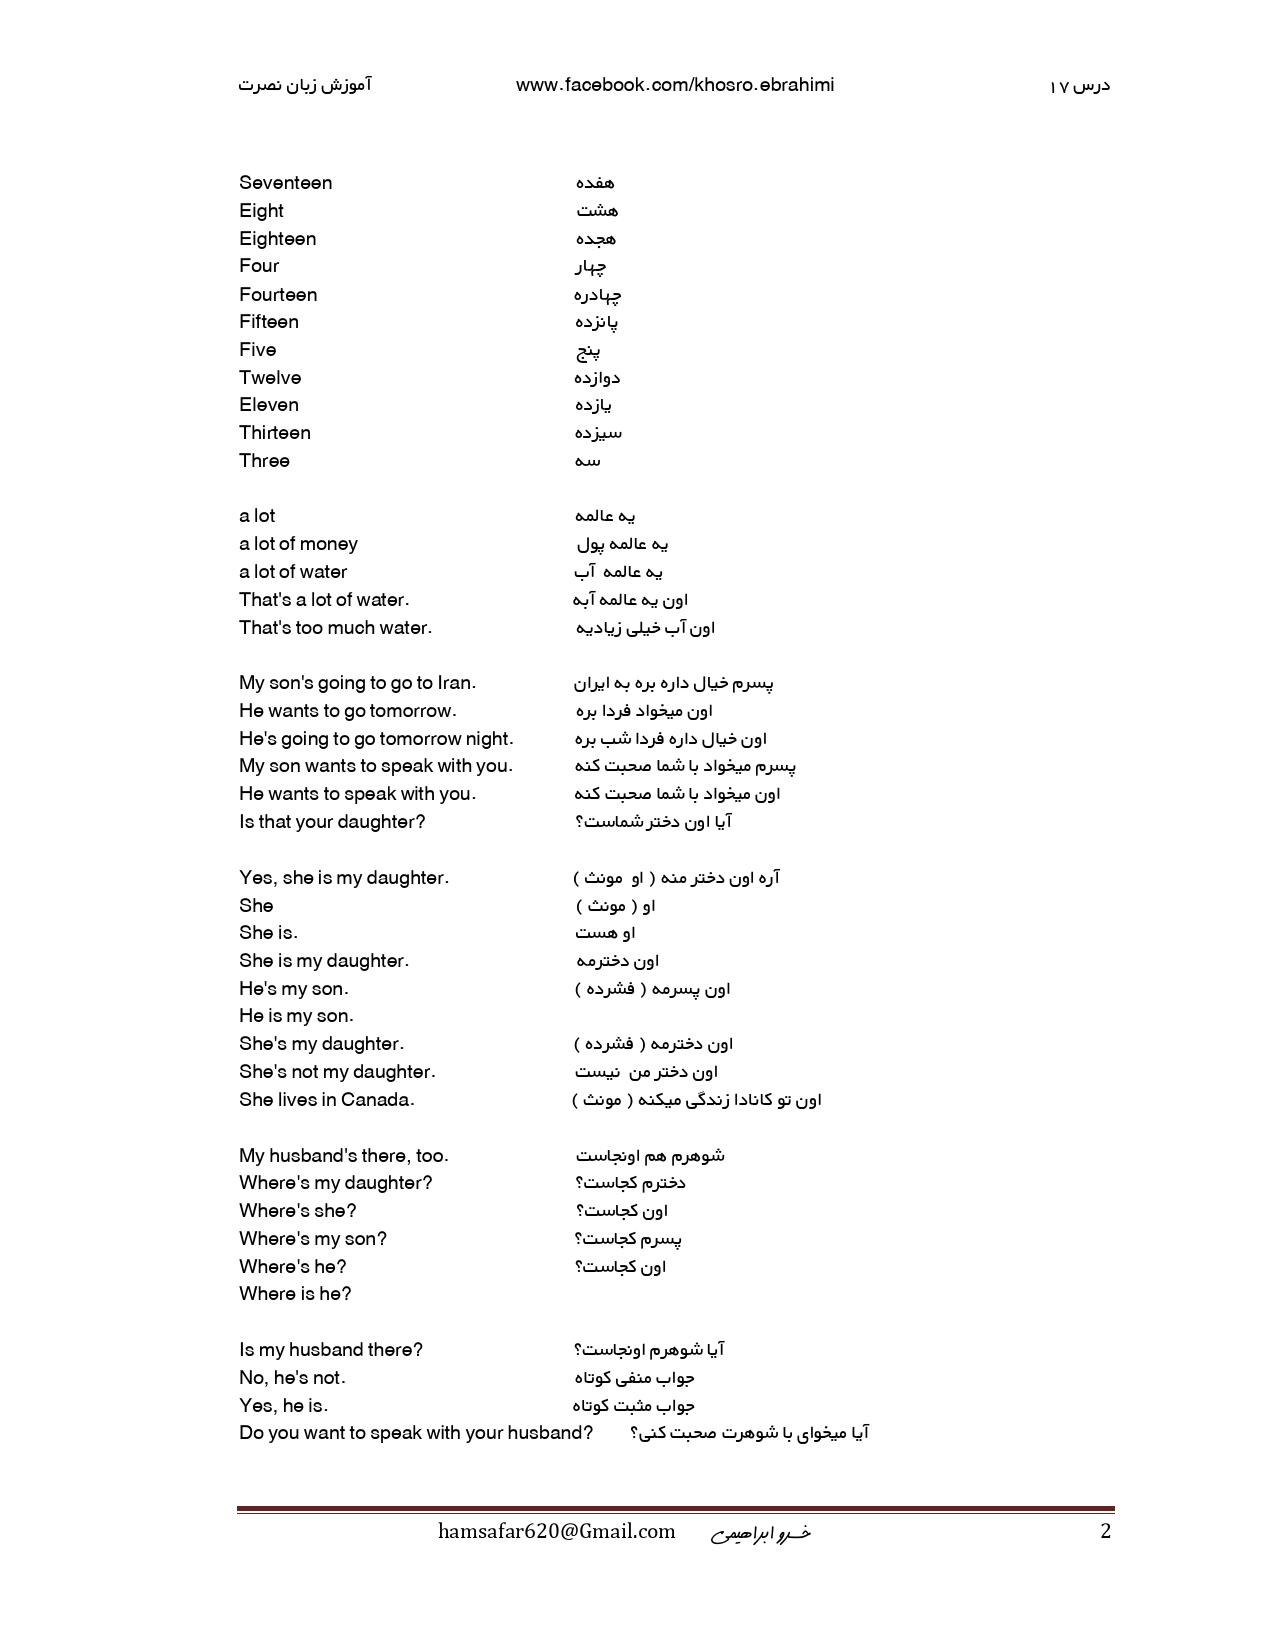 آموزش زبان نصرت www.facebook.com/khosro.ebrahimi درس ۱۷
Seventeen هفده
Eight هشت
Eighteen هجده
Four چهار
Fourteen چهادره
Fifteen پانزده
Five پنج
Twelve دوازده
Eleven یازده
Thirteen سیزده
Three سه
a lot یه عالمه
a lot of money یه عالمه پول
a lot of water یه عالمه آب
That's a lot of water. اون یه عالمه آبه
That's too much water. اون آب خیلی زیادیه
My son's going to go to Iran. پسرم خیال داره بره به ایران
He wants to go tomorrow. اون میخواد فردا بره
He's going to go tomorrow night. اون خیال داره فردا شب بره
My son wants to speak with you. پسرم میخواد با شما صحبت کنه
He wants to speak with you. اون میخواد با شما صحبت کنه
Is that your daughter? آیا اون دختر شماست؟
Yes, she is my daughter. آره اون دختر منه ( او مونث )
She او ( مونث )
She is. او هست
She is my daughter. اون دخترمه
He's my son. اون پسرمه ( فشرده )
He is my son.
She's my daughter. اون دخترمه ( فشرده )
She's not my daughter. اون دختر من نیست
She lives in Canada. اون تو کانادا زندگی میکنه ( مونث )
My husband's there, too. شوهرم هم اونجاست
Where's my daughter? دخترم کجاست؟
Where's she? اون کجاست؟
Where's my son? پسرم کجاست؟
Where's he? اون کجاست؟
Where is he?
Is my husband there? آیا شوهرم اونجاست؟
No, he's not. جواب منفی کوتاه
Yes, he is. جواب مثبت کوتاه
Do you want to speak with your husband? آیا میخوای با شوهرت صحبت کنی؟
hamsafar620@Gmail.com خسرو ابراهیمی 2